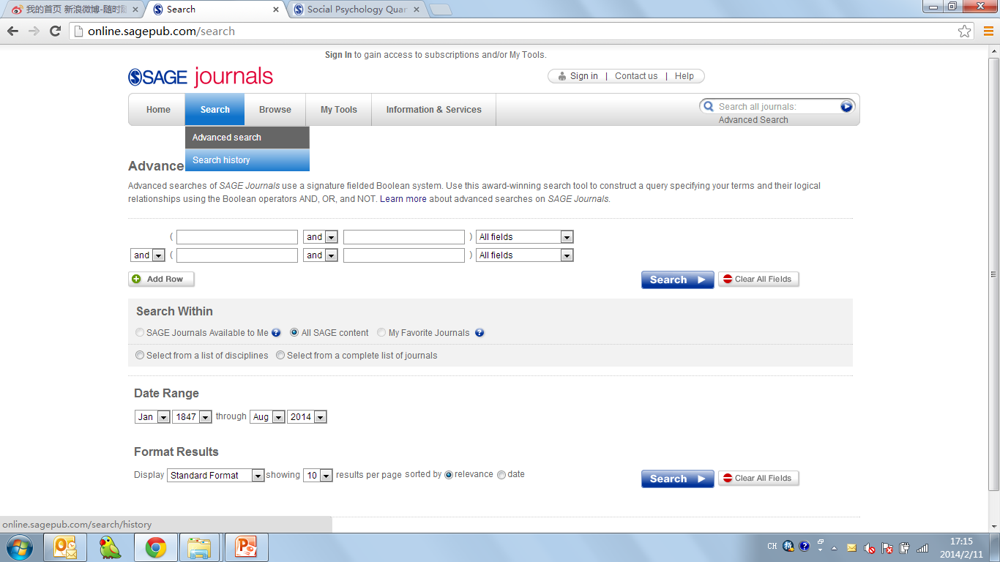 我的首页 新浪微博-随时随
Search
Social Psychology Quar
online.sagepub.com/search
Sign In to gain access to subscriptions and/or My Tools.
SSAGE journals
Sign in | Contact us | Help
Home Search Browse My Tools Information & Services
Search all journals:
Advanced Search
Advanced search
Search history
Advance
Advanced searches of SAGE Journals use a signature fielded Boolean system. Use this award-winning search tool to construct a query specifying your terms and their logical
relationships using the Boolean operators AND, OR, and NOT. Learn more about advanced searches on SAGE Journals.
( and ) All fields
and ( and ) All fields
Add Row Search Clear All Fields
Search Within
SAGE Journals Available to Me ? All SAGE content My Favorite Journals ?
Select from a list of disciplines Select from a complete list of journals
Date Range
Jan 1847 through Aug 2014
Format Results
Display Standard Format showing 10 results per page sorted by relevance date Search Clear All Fields
online.sagepub.com/search/history
CH
17:15
2014/2/11